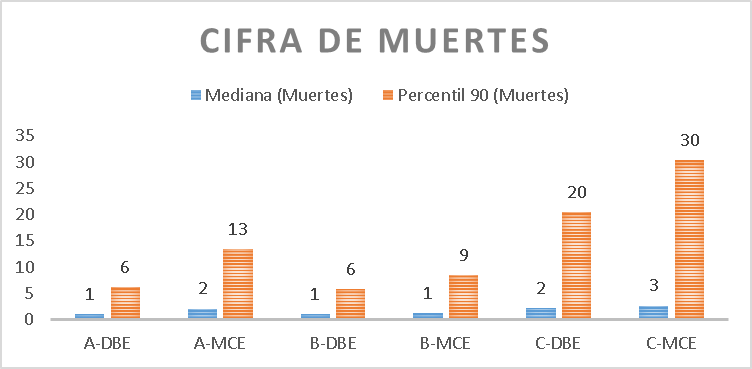 CIFRA DE MUERTES
Mediana (Muertes) Percentil 90 (Muertes)
35
30
25
20
15
10
5
0
1 6 2 13 1 6 1 9 2 20 3 30
A-DBE A-MCE B-DBE B-MCE C-DBE C-MCE